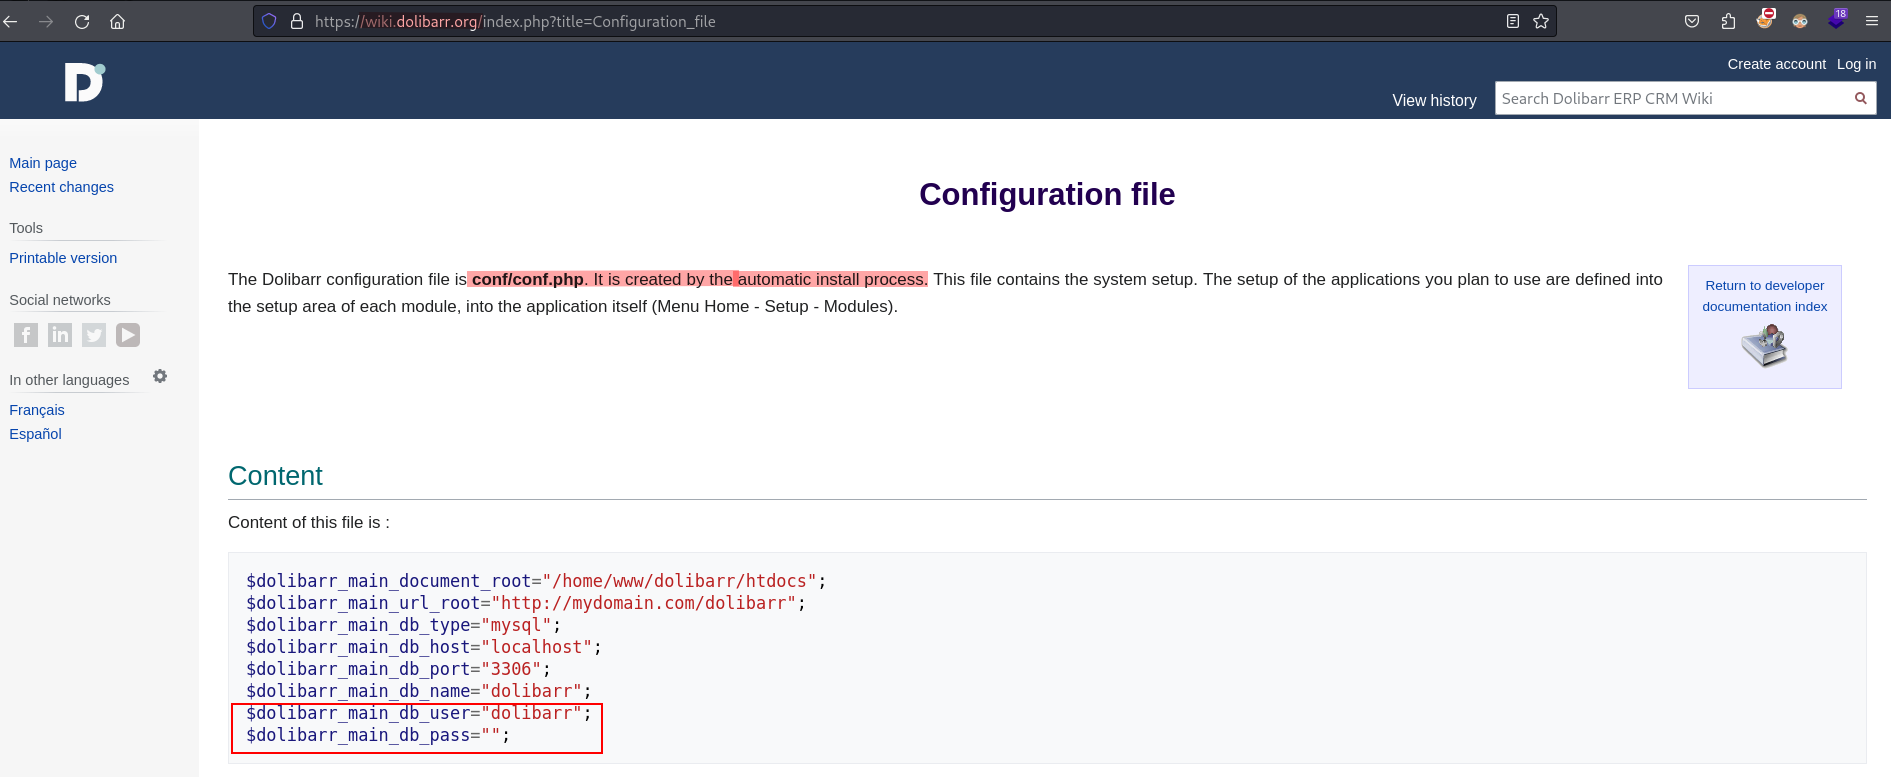 https://wiki.dolibarr.org/index.php?title=Configuration_file
18
D
Create account Log in
View history
Search Dolibarr ERP CRM Wiki
Main page
Recent changes
Tools
Printable version
Social networks
f in
In other languages
Français
Español
Configuration file
The Dolibarr configuration file is conf/conf.php. It is created by the automatic install process. This file contains the system setup. The setup of the applications you plan to use are defined into
the setup area of each module, into the application itself (Menu Home - Setup - Modules).
Return to developer
documentation index
Content
Content of this file is :
$dolibarr_main_document_root="/home/www/dolibarr/htdocs";
$dolibarr_main_url_root="http://mydomain.com/dolibarr";
$dolibarr_main_db_type="mysql";
$dolibarr_main_db_host="localhost";
$dolibarr_main_db_port="3306";
$dolibarr_main_db_name="dolibarr";
$dolibarr_main_db_user="dolibarr";
$dolibarr_main_db_pass="";